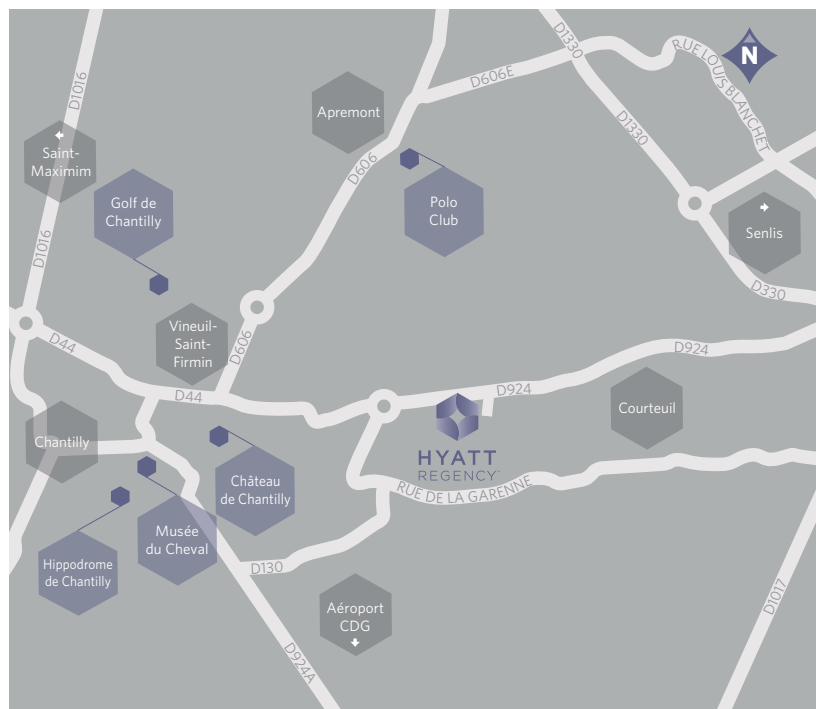 D1330
N
RUE LOUIS BLANCHET
D606E
D1016
Apremont
D1330
Saint-
Maximim
D606
Golf de
Chantilly
Polo
Club
Senlis
D1016
D330
Vineuil-
Saint-
Firmin
D606
D44
D924
D44
D924
Courteuil
Chantilly
HYATT
REGENCY™
Château
de Chantilly
RUE DE LA GARENNE
Musée
du Cheval
Hippodrome
de Chantilly
D130
D1017
Aéroport
CDG
D924A